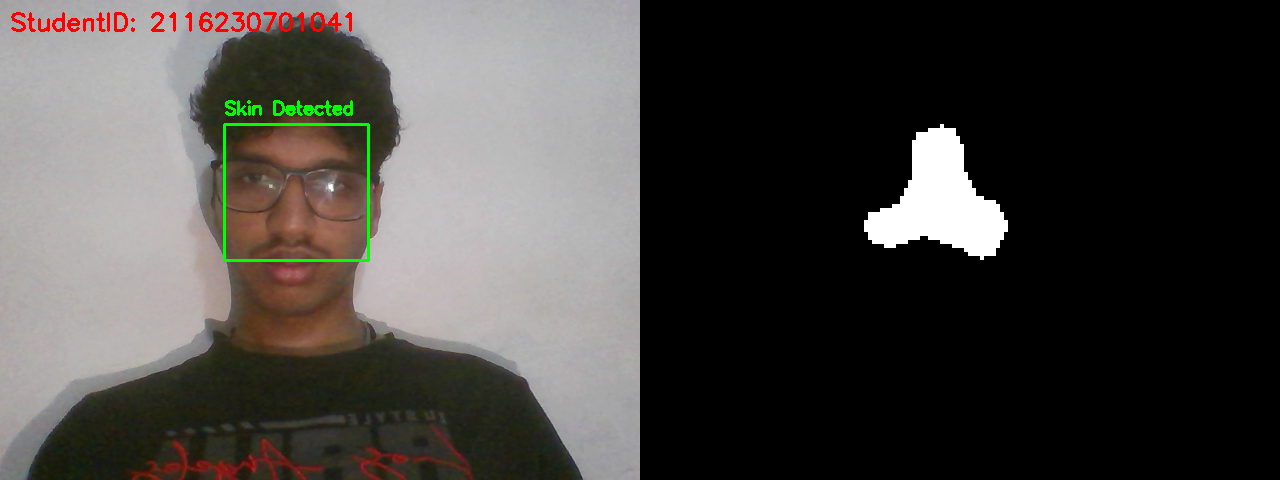 StudentID: 2116230701041
Skin Detected
Los Angeles